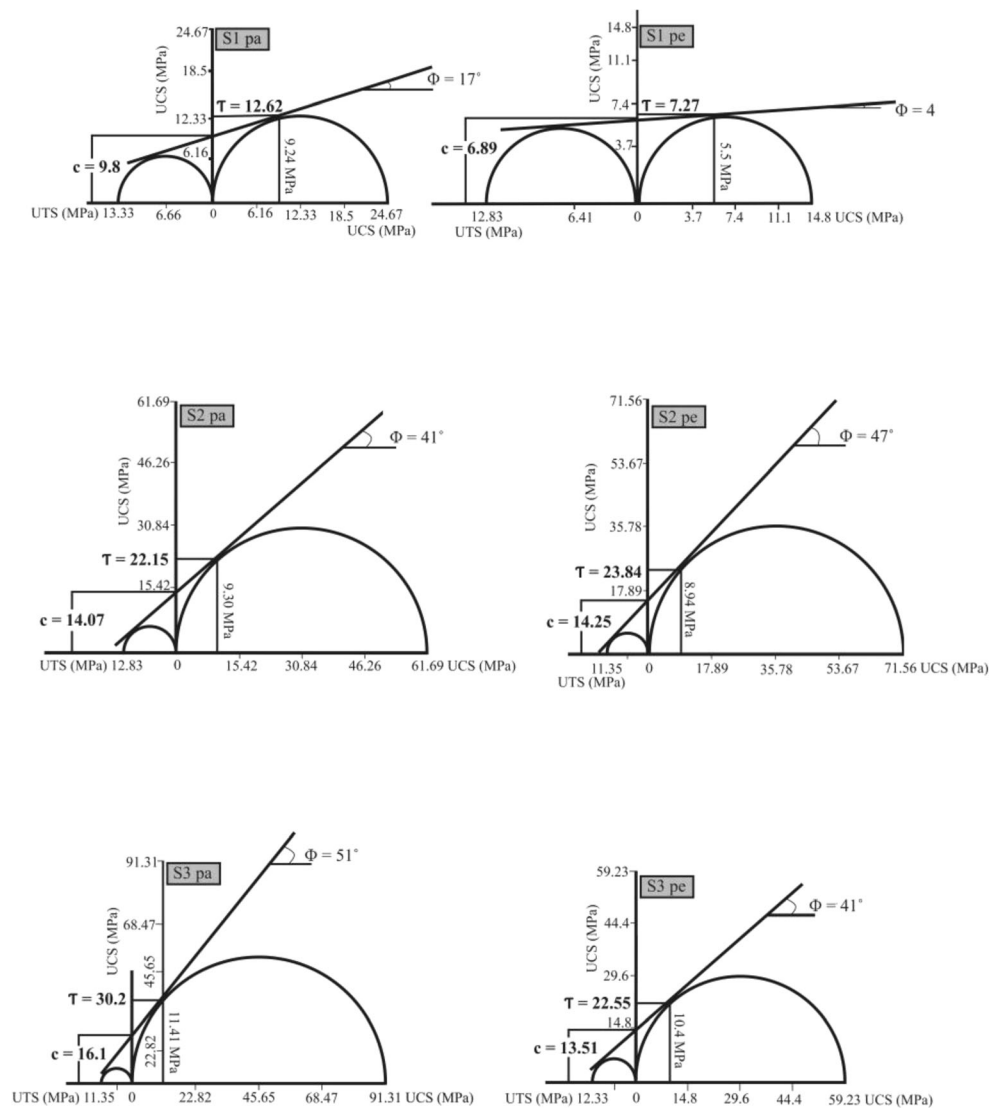 S1 pa
UCS (MPa)
24.67
18.5
12.33
6.16
Φ = 17°
τ = 12.62
c = 9.8
9.24 MPa
UTS (MPa) 13.33 6.66 0 6.16 12.33 18.5 24.67
UCS (MPa)
S1 pe
UCS (MPa)
14.8
11.1
7.4
3.7
Φ = 4
τ = 7.27
c = 6.89
5.5 MPa
12.83 6.41 0 3.7 7.4 11.1 14.8 UCS (MPa)
UTS (MPa)
S2 pa
UCS (MPa)
61.69
46.26
30.84
15.42
Φ = 41°
τ = 22.15
c = 14.07
9.30 MPa
UTS (MPa) 12.83 0 15.42 30.84 46.26 61.69 UCS (MPa)
S2 pe
UCS (MPa)
71.56
53.67
35.78
17.89
Φ = 47°
τ = 23.84
c = 14.25
8.94 MPa
11.35 0 17.89 35.78 53.67 71.56 UCS (MPa)
UTS (MPa)
S3 pa
UCS (MPa)
91.31
68.47
45.65
22.82
Φ = 51°
τ = 30.2
c = 16.1
11.41 MPa
UTS (MPa) 11.35 0 22.82 45.65 68.47 91.31 UCS (MPa)
S3 pe
UCS (MPa)
59.23
44.4
29.6
14.8
Φ = 41°
τ = 22.55
c = 13.51
10.4 MPa
UTS (MPa) 12.33 0 14.8 29.6 44.4 59.23 UCS (MPa)